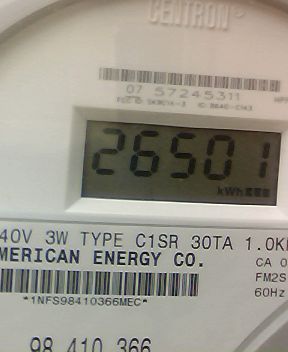 CENTRON®
07 57245311
26501
kWh
40V 3W TYPE C1SR 30TA 1.0K
MERICAN ENERGY CO.
CA 0
FM2S
60Hz
*1NFS98410366MEC*
98 410 366